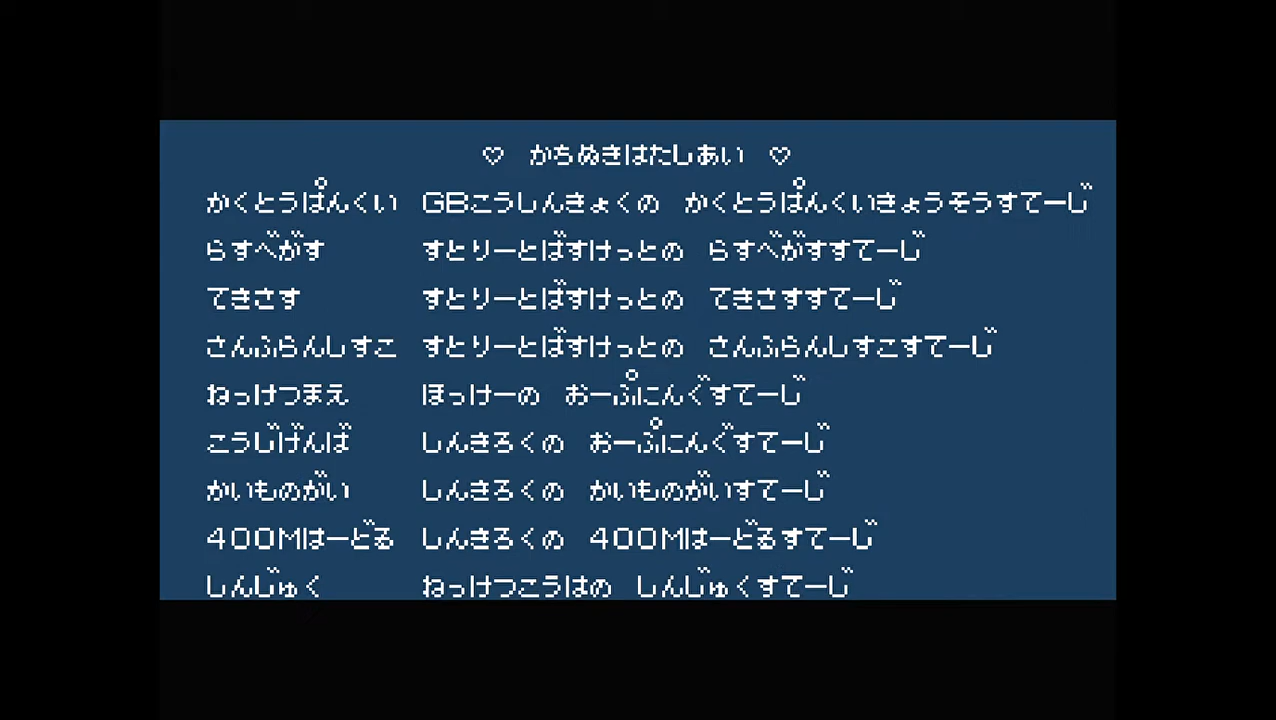 ♡ かちぬきはたしあい ♡
かくとうぱんくい GBこうしんきょくの かくとうぱんくいきょうそうすてーじ
らすべがす すとりーとばすけっとの らすべがすすてーじ
てきさす すとりーとばすけっとの てきさすすてーじ
さんふらんしすこ すとりーとばすけっとの さんふらんしすこすてーじ
ねっけつまえ ほっけーの おーぷにんぐすてーじ
こうじげんば しんきろくの おーぷにんぐすてーじ
かいものがい しんきろくの かいものがいすてーじ
400Mはーどる しんきろくの 400Mはーどるすてーじ
しんじゅく ねっけつこうはの しんじゅくすてーじ